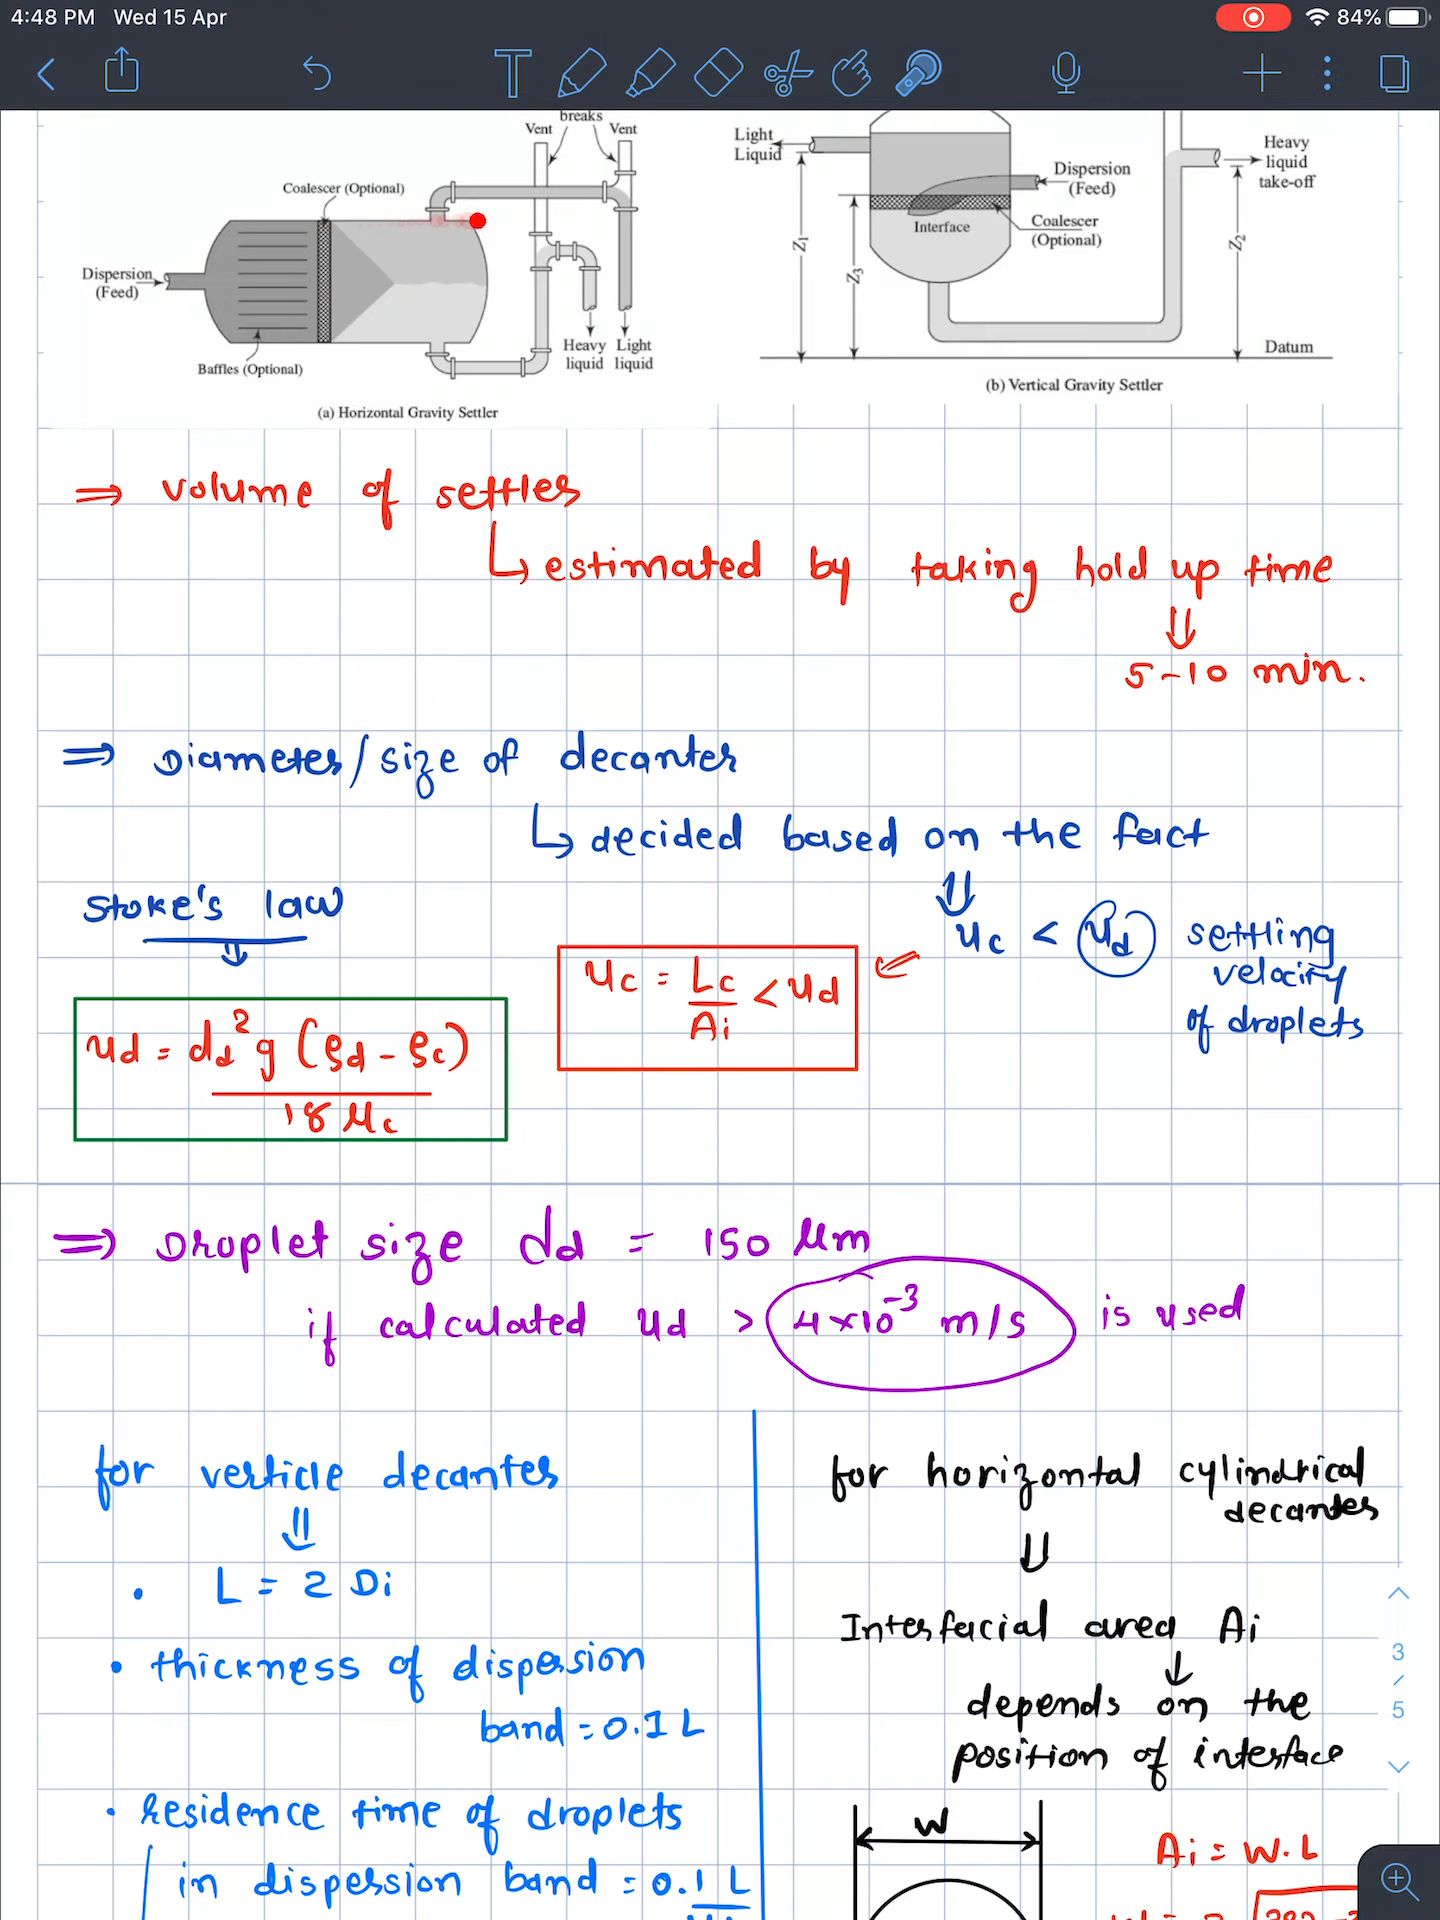 4:48 PM Wed 15 Apr
84%
breaks
Vent Vent
Coalescer (Optional)
Dispersion
(Feed)
Baffles (Optional)
Heavy Light
liquid liquid
(a) Horizontal Gravity Settler
Light
Liquid
Heavy
liquid
take-off
Dispersion
(Feed)
Interface
Coalescer
(Optional)
Z1
Z3
Z2
Datum
(b) Vertical Gravity Settler
⇒ volume of settler
↳ estimated by taking hold up time
⇓
5-10 min.
⇒ Diameter/size of decanter
↳ decided based on the fact
⇓
uc < ud settling
velocity
of droplets
Stoke's law
⇓
ud = dd² g (ρd - ρc)
18 μc
uc = Lc < ud
Ai
⇒ Droplet size dd = 150 μm
if calculated ud > 4×10⁻³ m/s is used
for verticle decanter
⇓
• L = 2 Di
• thickness of dispersion
band = 0.1 L
• Residence time of droplets
in dispession band = 0.1 L
for horizontal cylindrical
decanter
⇓
Interfacial area Ai
↓
depends on the
position of interface
W
Ai = W.L
3
/
5